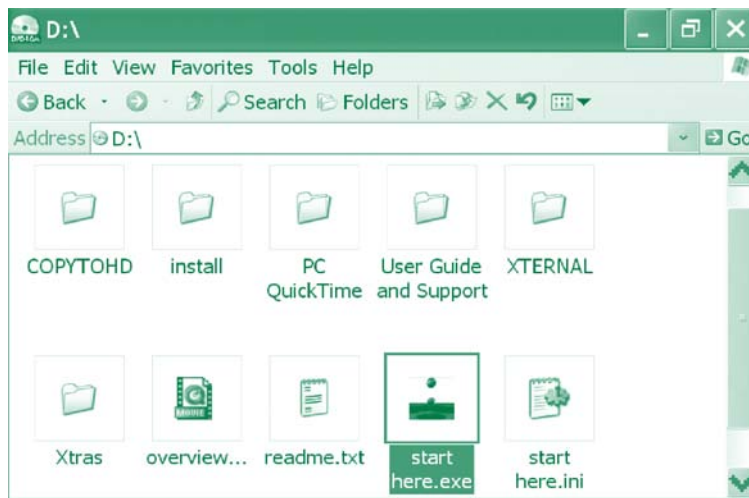 D:\
File Edit View Favorites Tools Help
Back Search Folders
Address D:\ Go
COPYTOHD install PC QuickTime User Guide and Support XTERNAL
Xtras overview... readme.txt start here.exe start here.ini
MOVIE